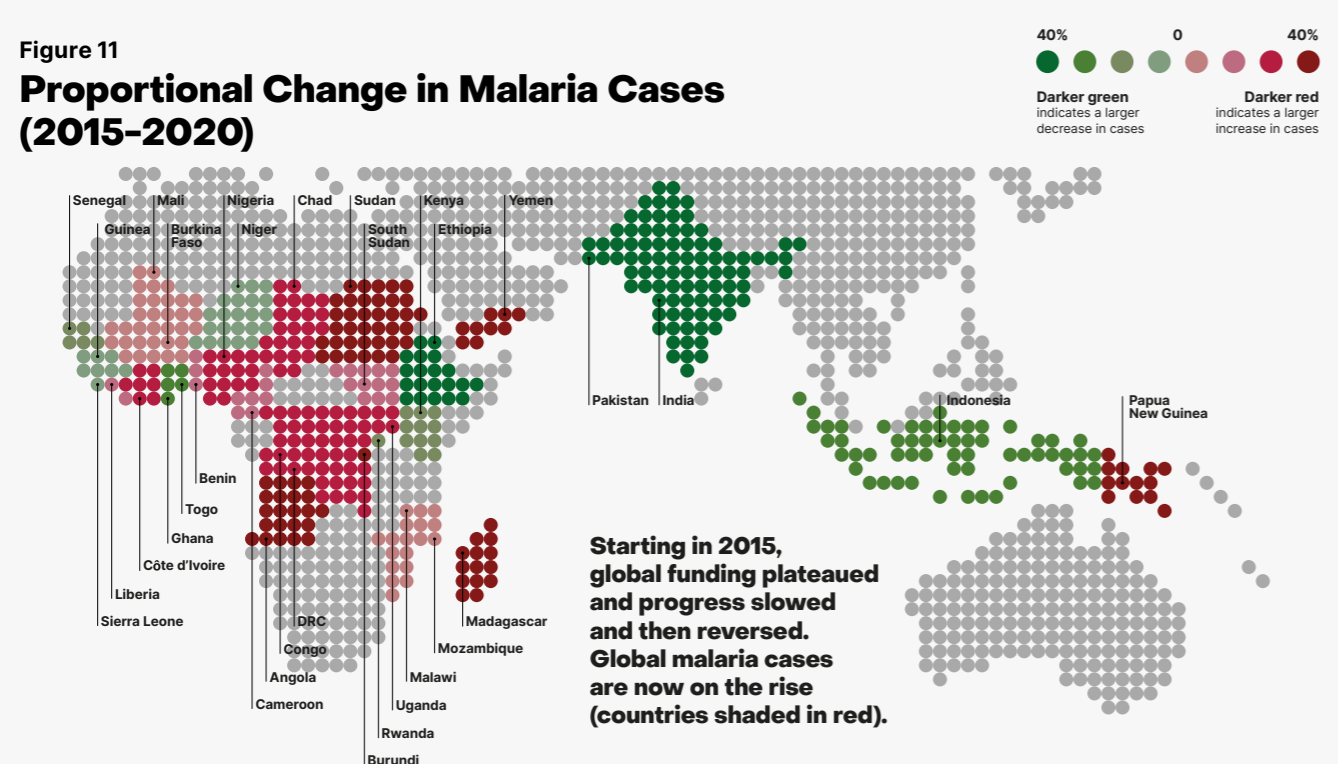 Figure 11
Proportional Change in Malaria Cases
(2015–2020)
40% 0 40%
Darker green
indicates a larger
decrease in cases
Darker red
indicates a larger
increase in cases
Senegal
Mali
Nigeria
Chad
Sudan
Kenya
Yemen
Guinea
Burkina
Faso
Niger
South
Sudan
Ethiopia
Pakistan
India
Indonesia
Papua
New Guinea
Benin
Togo
Ghana
Côte d’Ivoire
Liberia
Sierra Leone
DRC
Congo
Angola
Cameroon
Madagascar
Mozambique
Malawi
Uganda
Rwanda
Burundi
Starting in 2015,
global funding plateaued
and progress slowed
and then reversed.
Global malaria cases
are now on the rise
(countries shaded in red).